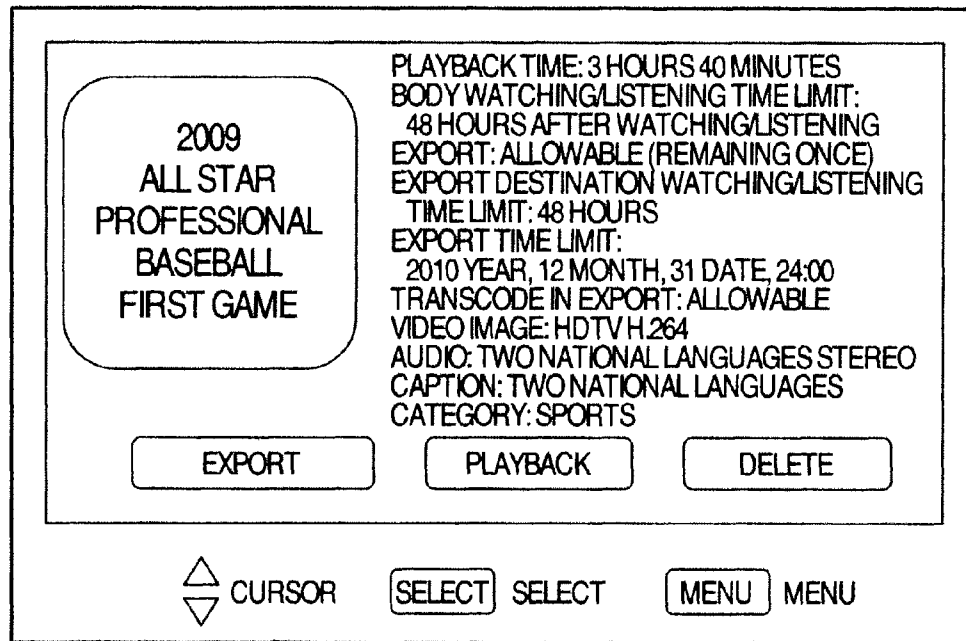 2009
ALL STAR
PROFESSIONAL
BASEBALL
FIRST GAME
PLAYBACK TIME: 3 HOURS 40 MINUTES
BODY WATCHING/LISTENING TIME LIMIT:
48 HOURS AFTER WATCHING/LISTENING
EXPORT: ALLOWABLE (REMAINING ONCE)
EXPORT DESTINATION WATCHING/LISTENING
TIME LIMIT: 48 HOURS
EXPORT TIME LIMIT:
2010 YEAR, 12 MONTH, 31 DATE, 24:00
TRANSCODE IN EXPORT: ALLOWABLE
VIDEO IMAGE: HDTV H.264
AUDIO: TWO NATIONAL LANGUAGES STEREO
CAPTION: TWO NATIONAL LANGUAGES
CATEGORY: SPORTS
EXPORT PLAYBACK DELETE
CURSOR SELECT SELECT MENU MENU